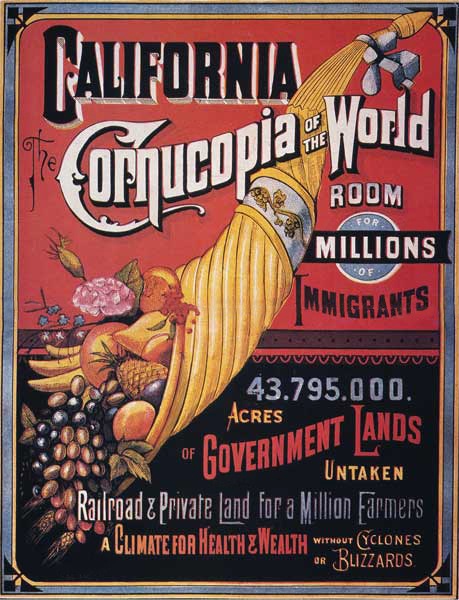 CALIFORNIA
The Cornucopia OF THE World
ROOM
FOR
MILLIONS
OF
IMMIGRANTS
43.795.000.
ACRES
OF GOVERNMENT LANDS
UNTAKEN
Railroad & Private Land for a Million Farmers
A CLIMATE FOR HEALTH & WEALTH WITHOUT CYCLONES
OR BLIZZARDS.